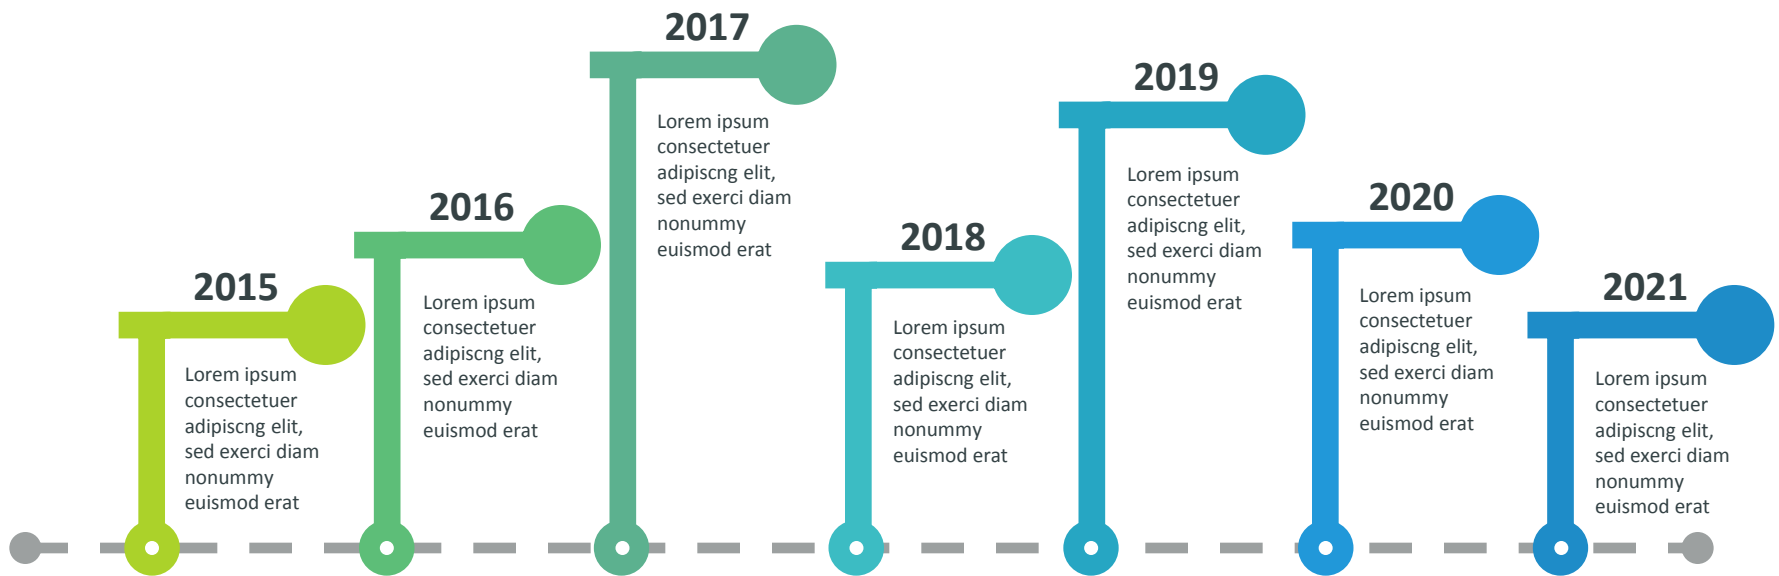 2015
Lorem ipsum
consectetuer
adipiscng elit,
sed exerci diam
nonummy
euismod erat
2016
Lorem ipsum
consectetuer
adipiscng elit,
sed exerci diam
nonummy
euismod erat
2017
Lorem ipsum
consectetuer
adipiscng elit,
sed exerci diam
nonummy
euismod erat
2018
Lorem ipsum
consectetuer
adipiscng elit,
sed exerci diam
nonummy
euismod erat
2019
Lorem ipsum
consectetuer
adipiscng elit,
sed exerci diam
nonummy
euismod erat
2020
Lorem ipsum
consectetuer
adipiscng elit,
sed exerci diam
nonummy
euismod erat
2021
Lorem ipsum
consectetuer
adipiscng elit,
sed exerci diam
nonummy
euismod erat